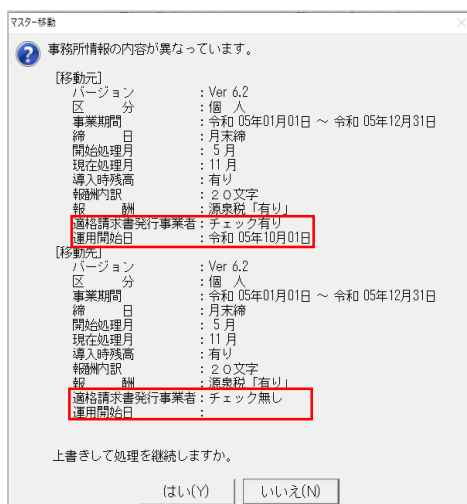 マスター移動
事務所情報の内容が異なっています。
[移動元]
バージョン : Ver 6.2
区 分 : 個 人
事業期間 : 令和 05年01月01日 ～ 令和 05年12月31日
締 日 : 月末締
開始処理月 : 5 月
現在処理月 : 11 月
導入時残高 : 有り
報酬内訳 : 20文字
報 酬 : 源泉税「有り」
適格請求書発行事業者 : チェック有り
運用開始日 : 令和 05年10月01日
[移動先]
バージョン : Ver 6.2
区 分 : 個 人
事業期間 : 令和 05年01月01日 ～ 令和 05年12月31日
締 日 : 月末締
開始処理月 : 5 月
現在処理月 : 11 月
導入時残高 : 有り
報酬内訳 : 20文字
報 酬 : 源泉税「有り」
適格請求書発行事業者 : チェック無し
運用開始日 :
上書きして処理を継続しますか。
はい(Y) いいえ(N)